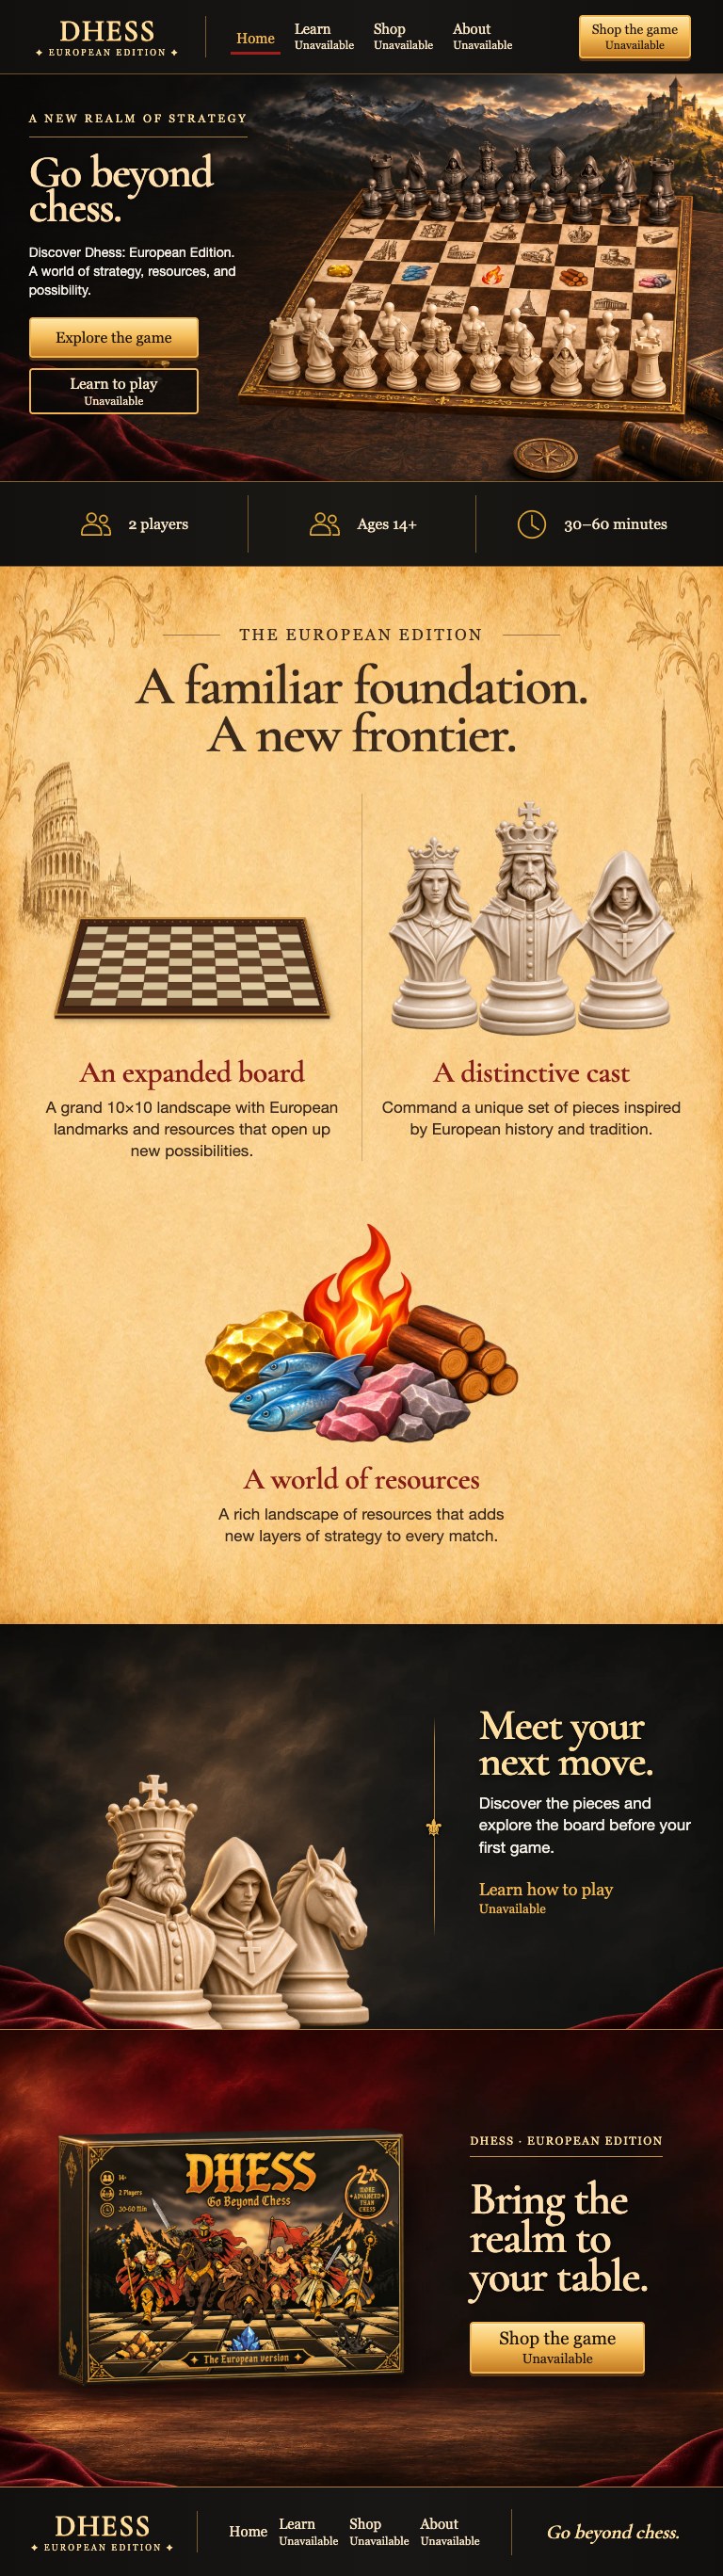 DHESS
✦ EUROPEAN EDITION ✦
Home
Learn
Unavailable
Shop
Unavailable
About
Unavailable
Shop the game
Unavailable
A NEW REALM OF STRATEGY
Go beyond
chess.
Discover Dhess: European Edition.
A world of strategy, resources, and
possibility.
Explore the game
Learn to play
Unavailable
2 players
Ages 14+
30–60 minutes
THE EUROPEAN EDITION
A familiar foundation.
A new frontier.
An expanded board
A grand 10×10 landscape with European
landmarks and resources that open up
new possibilities.
A distinctive cast
Command a unique set of pieces inspired
by European history and tradition.
A world of resources
A rich landscape of resources that adds
new layers of strategy to every match.
Meet your
next move.
Discover the pieces and
explore the board before your
first game.
Learn how to play
Unavailable
14+
2 Players
30-60 Min
DHESS
Go Beyond Chess
2x
MORE
ADVANCED
THAN
CHESS
✦ The European version ✦
DHESS · EUROPEAN EDITION
Bring the
realm to
your table.
Shop the game
Unavailable
DHESS
✦ EUROPEAN EDITION ✦
Home
Learn
Unavailable
Shop
Unavailable
About
Unavailable
Go beyond chess.